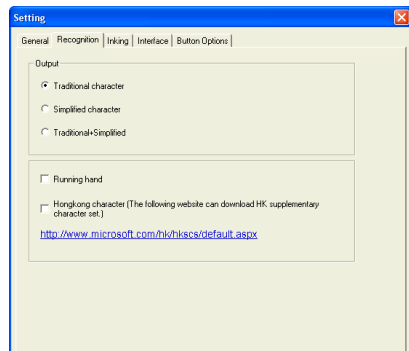 Setting
General Recognition Inking Interface Button Options
Output
Traditional character
Simplified character
Traditional+Simplified
Running hand
Hongkong character (The following website can download HK supplementary
character set.)
http://www.microsoft.com/hk/hkscs/default.aspx